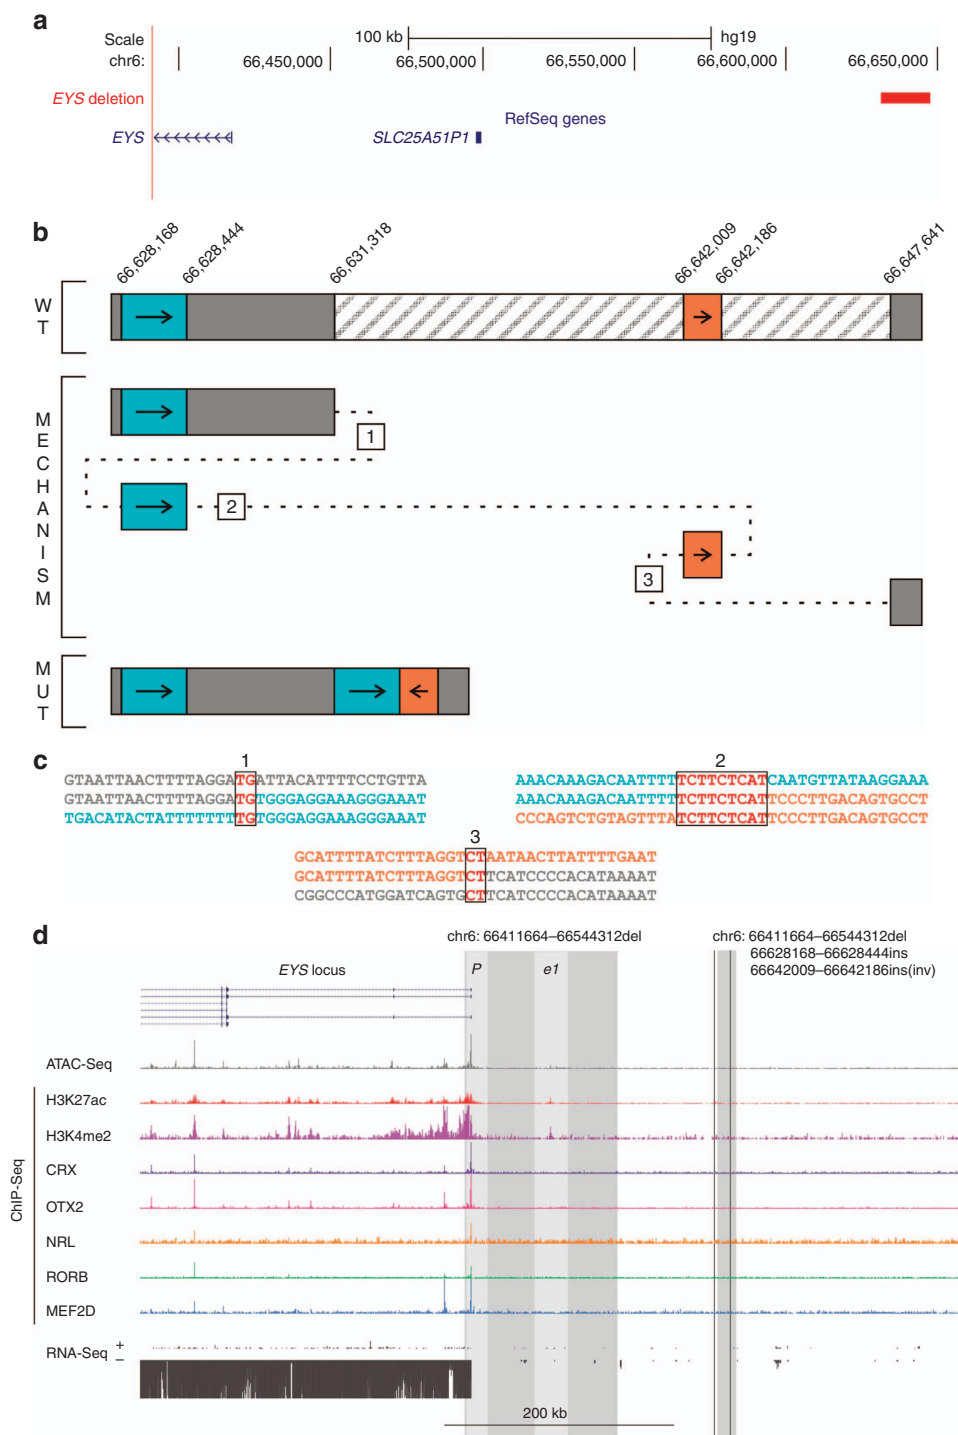 a
Scale
100 kb
hg19
chr6:
66,450,000
66,500,000
66,550,000
66,600,000
66,650,000
EYS deletion
RefSeq genes
EYS
SLC25A51P1
b
66,628,168
66,628,444
66,631,318
66,642,009
66,642,186
66,647,641
WT
MECHANISM
1
2
3
MUT
c
1
GTAATTAACTTTTAGGATGATTACATTTTCCTGTTA
GTAATTAACTTTTAGGATGTGGGAGGAAAGGGAAAT
TGACATACTATTTTTTTTGTGGGAGGAAAGGGAAAT
2
AAACAAAGACAATTTTTCTTCTCATCAATGTTATAAGGAAA
AAACAAAGACAATTTTTCTTCTCATTCCCTTGACAGTGCCT
CCCAGTCTGTAGTTTATCTTCTCATTCCCTTGACAGTGCCT
3
GCATTTTATCTTTAGGTCTAATAACTTATTTTGAAT
GCATTTTATCTTTAGGTCTTCATCCCCACATAAAAT
CGGCCCATGGATCAGTGCTTCATCCCCACATAAAAT
d
chr6: 66411664–66544312del
chr6: 66411664–66544312del
66628168–66628444ins
66642009–66642186ins(inv)
EYS locus
P
e1
ATAC-Seq
ChIP-Seq
H3K27ac
H3K4me2
CRX
OTX2
NRL
RORB
MEF2D
RNA-Seq
+
−
200 kb